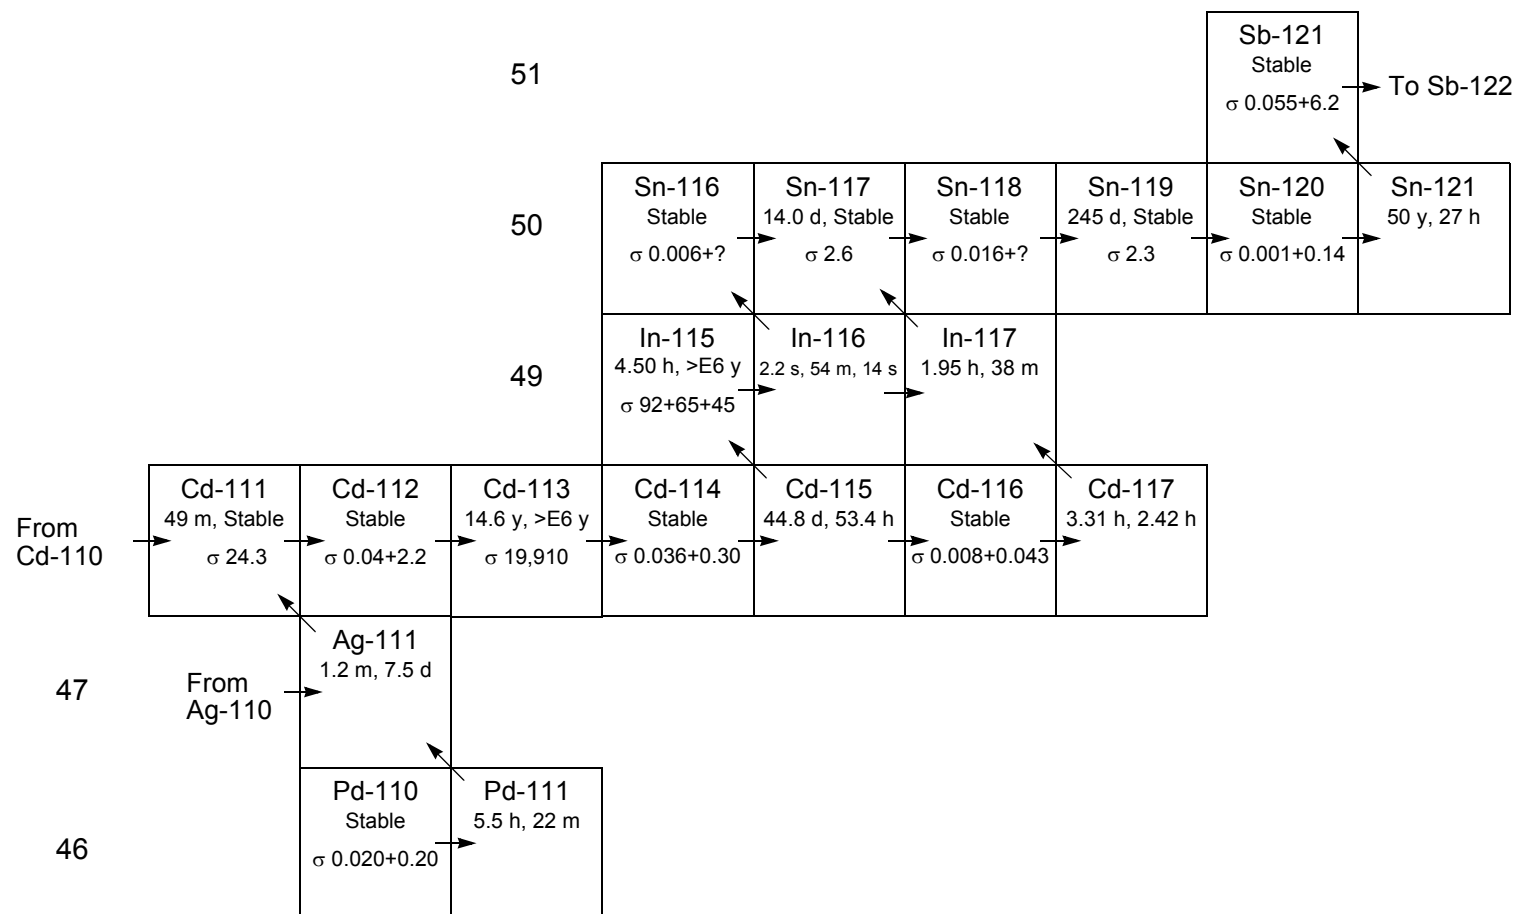 51
Sb-121
Stable
σ 0.055+6.2
To Sb-122
50
Sn-116
Stable
σ 0.006+?
Sn-117
14.0 d, Stable
σ 2.6
Sn-118
Stable
σ 0.016+?
Sn-119
245 d, Stable
σ 2.3
Sn-120
Stable
σ 0.001+0.14
Sn-121
50 y, 27 h
49
In-115
4.50 h, >E6 y
σ 92+65+45
In-116
2.2 s, 54 m, 14 s
In-117
1.95 h, 38 m
From
Cd-110
Cd-111
49 m, Stable
σ 24.3
Cd-112
Stable
σ 0.04+2.2
Cd-113
14.6 y, >E6 y
σ 19,910
Cd-114
Stable
σ 0.036+0.30
Cd-115
44.8 d, 53.4 h
Cd-116
Stable
σ 0.008+0.043
Cd-117
3.31 h, 2.42 h
47
From
Ag-110
Ag-111
1.2 m, 7.5 d
46
Pd-110
Stable
σ 0.020+0.20
Pd-111
5.5 h, 22 m